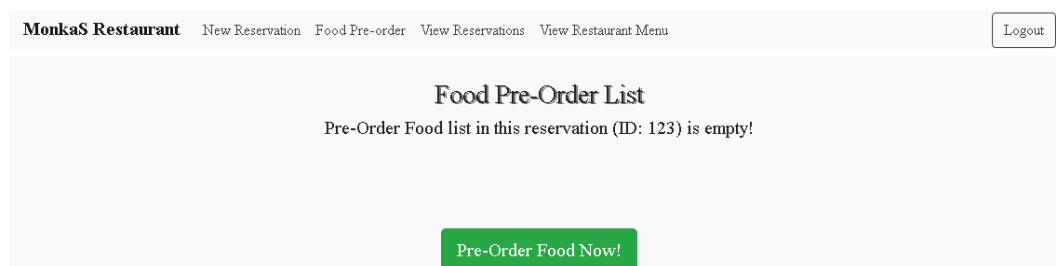 MonkaS Restaurant New Reservation Food Pre-order View Reservations View Restaurant Menu Logout
Food Pre-Order List
Pre-Order Food list in this reservation (ID: 123) is empty!
Pre-Order Food Now!